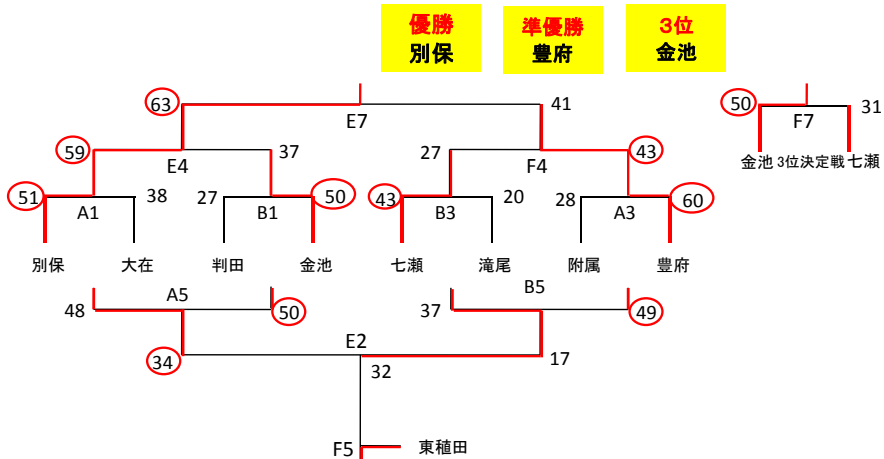 優勝
別保
準優勝
豊府
3位
金池
63
E7
41
50
F7
31
金池 3位決定戦 七瀬
59
E4
37
27
F4
43
51
A1
38
27
B1
50
43
B3
20
28
A3
60
別保 大在 判田 金池 七瀬 滝尾 附属 豊府
48
A5
50
37
B5
49
34
E2
32
17
F5
東稙田